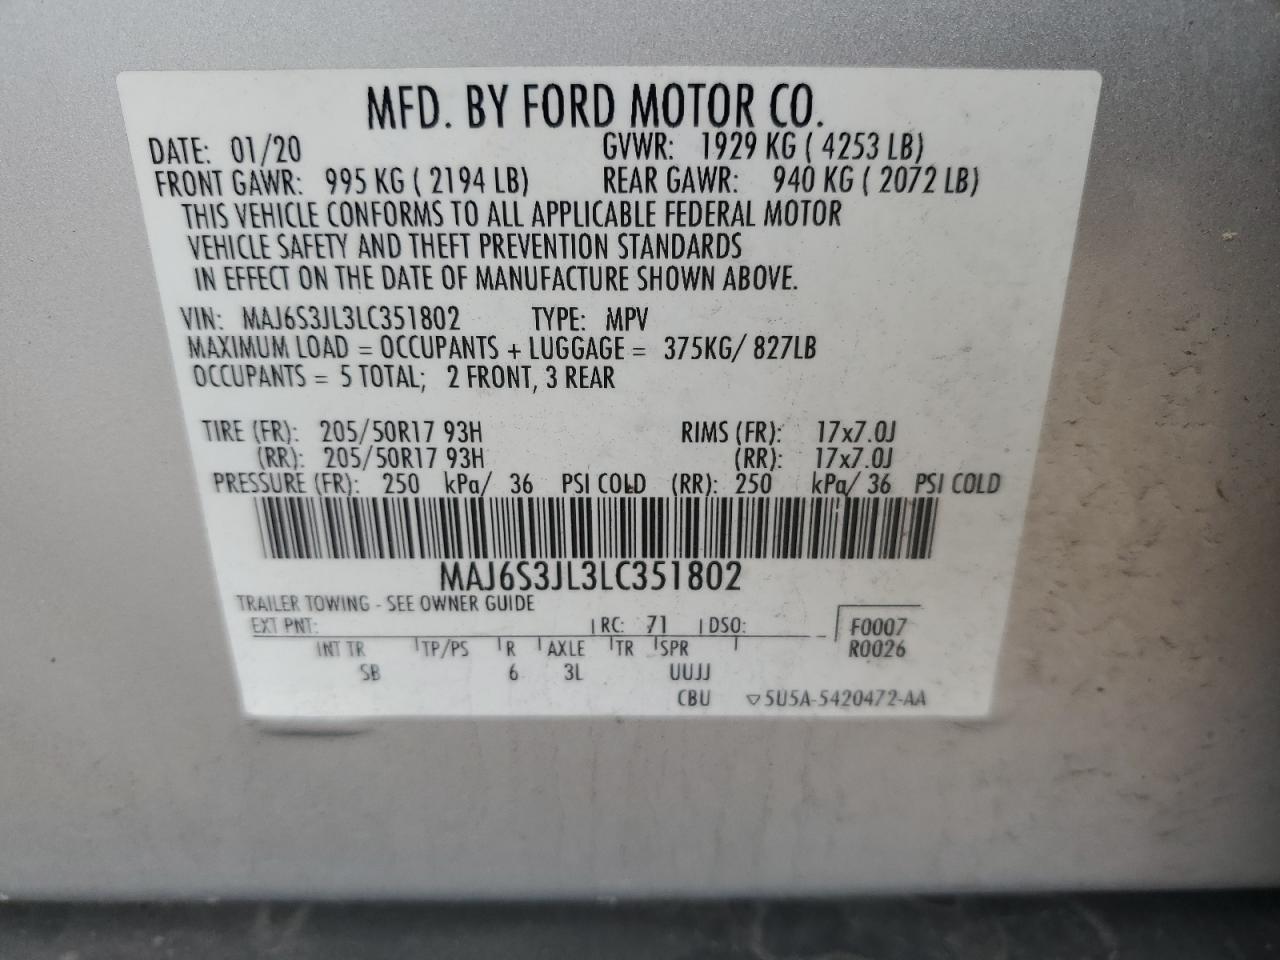 MFD. BY FORD MOTOR CO.
DATE: 01/20 GVWR: 1929 KG ( 4253 LB)
FRONT GAWR: 995 KG ( 2194 LB) REAR GAWR: 940 KG ( 2072 LB)
THIS VEHICLE CONFORMS TO ALL APPLICABLE FEDERAL MOTOR
VEHICLE SAFETY AND THEFT PREVENTION STANDARDS
IN EFFECT ON THE DATE OF MANUFACTURE SHOWN ABOVE.
VIN: MAJ6S3JL3LC351802 TYPE: MPV
MAXIMUM LOAD = OCCUPANTS + LUGGAGE = 375KG/ 827LB
OCCUPANTS = 5 TOTAL; 2 FRONT, 3 REAR
TIRE (FR): 205/50R17 93H RIMS (FR): 17x7.0J
(RR): 205/50R17 93H (RR): 17x7.0J
PRESSURE (FR): 250 kPa/ 36 PSI COLD (RR): 250 kPa/ 36 PSI COLD
MAJ6S3JL3LC351802
TRAILER TOWING - SEE OWNER GUIDE
EXT PNT: RC: 71 DSO: F0007
INT TR TP/PS R AXLE TR SPR R0026
SB 6 3L UUJJ
CBU ▽5U5A-5420472-AA